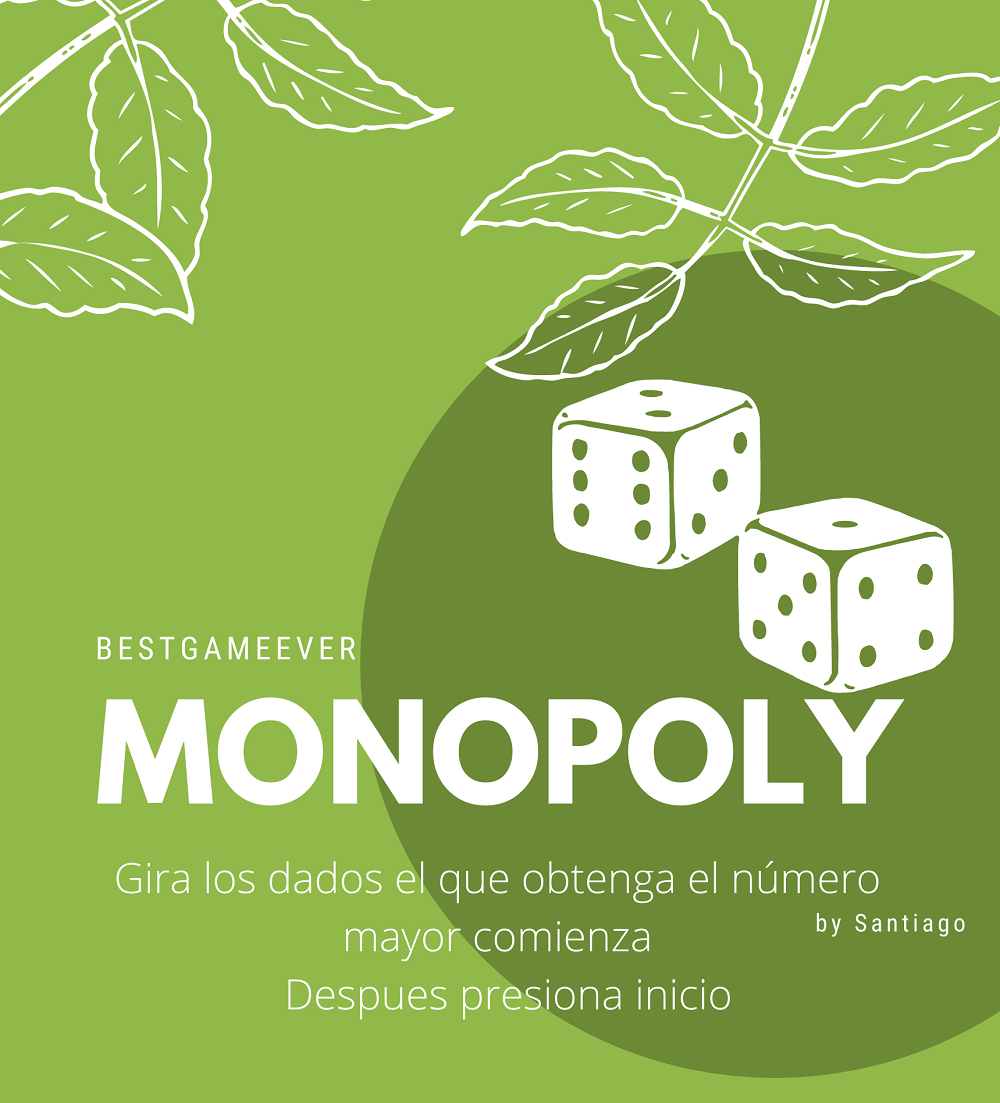 BESTGAMEEVER
MONOPOLY
Gira los dados el que obtenga el número
by Santiago
mayor comienza
Despues presiona inicio